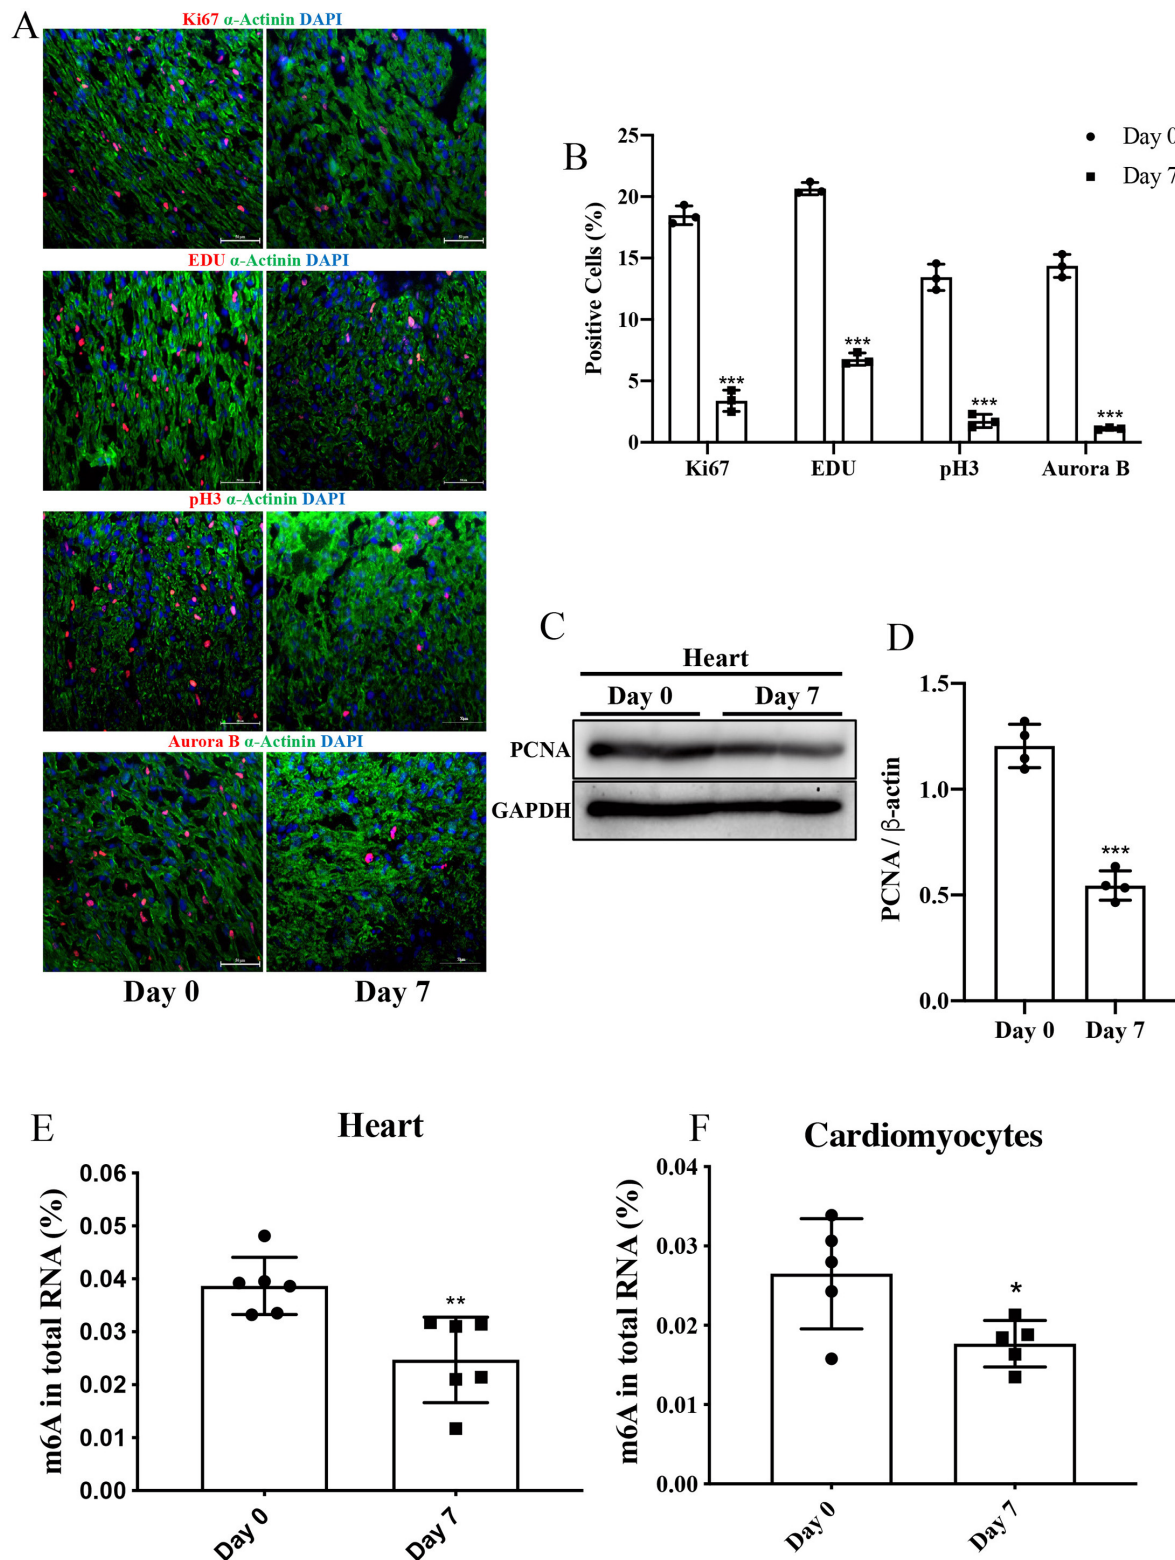 A
Ki67 α-Actinin DAPI
EDU α-Actinin DAPI
pH3 α-Actinin DAPI
Aurora B α-Actinin DAPI
Day 0 Day 7
B
Positive Cells (%)
25
20
15
10
5
0
*** *** *** ***
Ki67 EDU pH3 Aurora B
Day 0
Day 7
C
Heart
Day 0 Day 7
PCNA
GAPDH
D
PCNA / β-actin
1.5
1.0
0.5
0.0
***
Day 0 Day 7
E
Heart
m6A in total RNA (%)
0.06
0.05
0.04
0.03
0.02
0.01
0.00
**
Day 0 Day 7
F
Cardiomyocytes
m6A in total RNA (%)
0.04
0.03
0.02
0.01
0.00
*
Day 0 Day 7